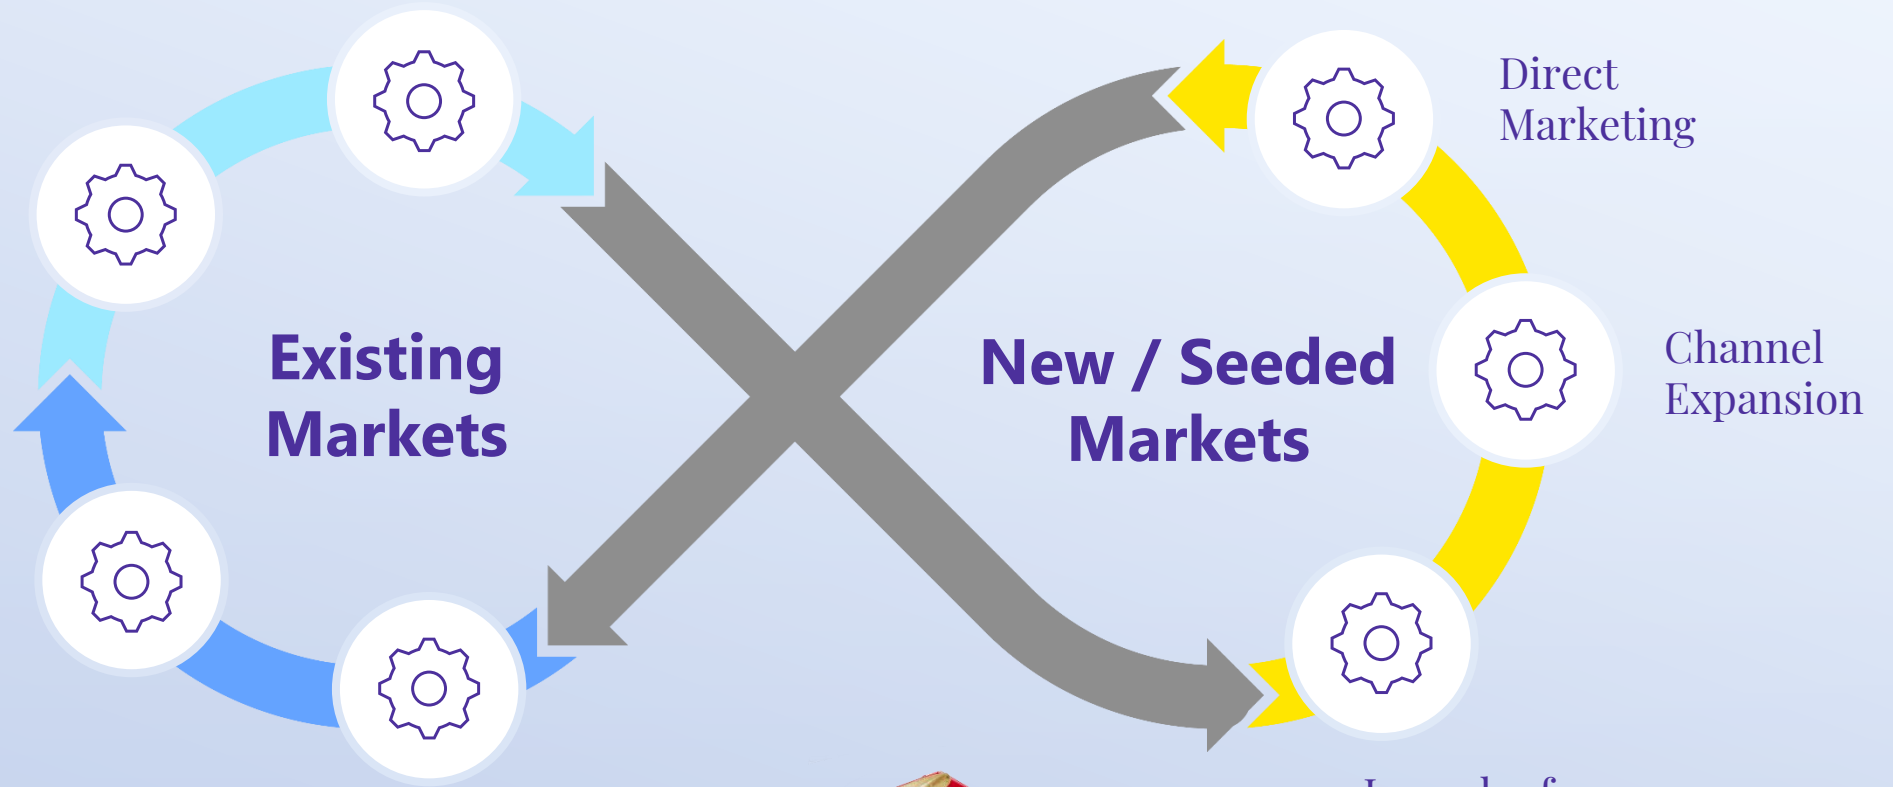 Direct
Marketing
Existing
Markets
New / Seeded
Markets
Channel
Expansion